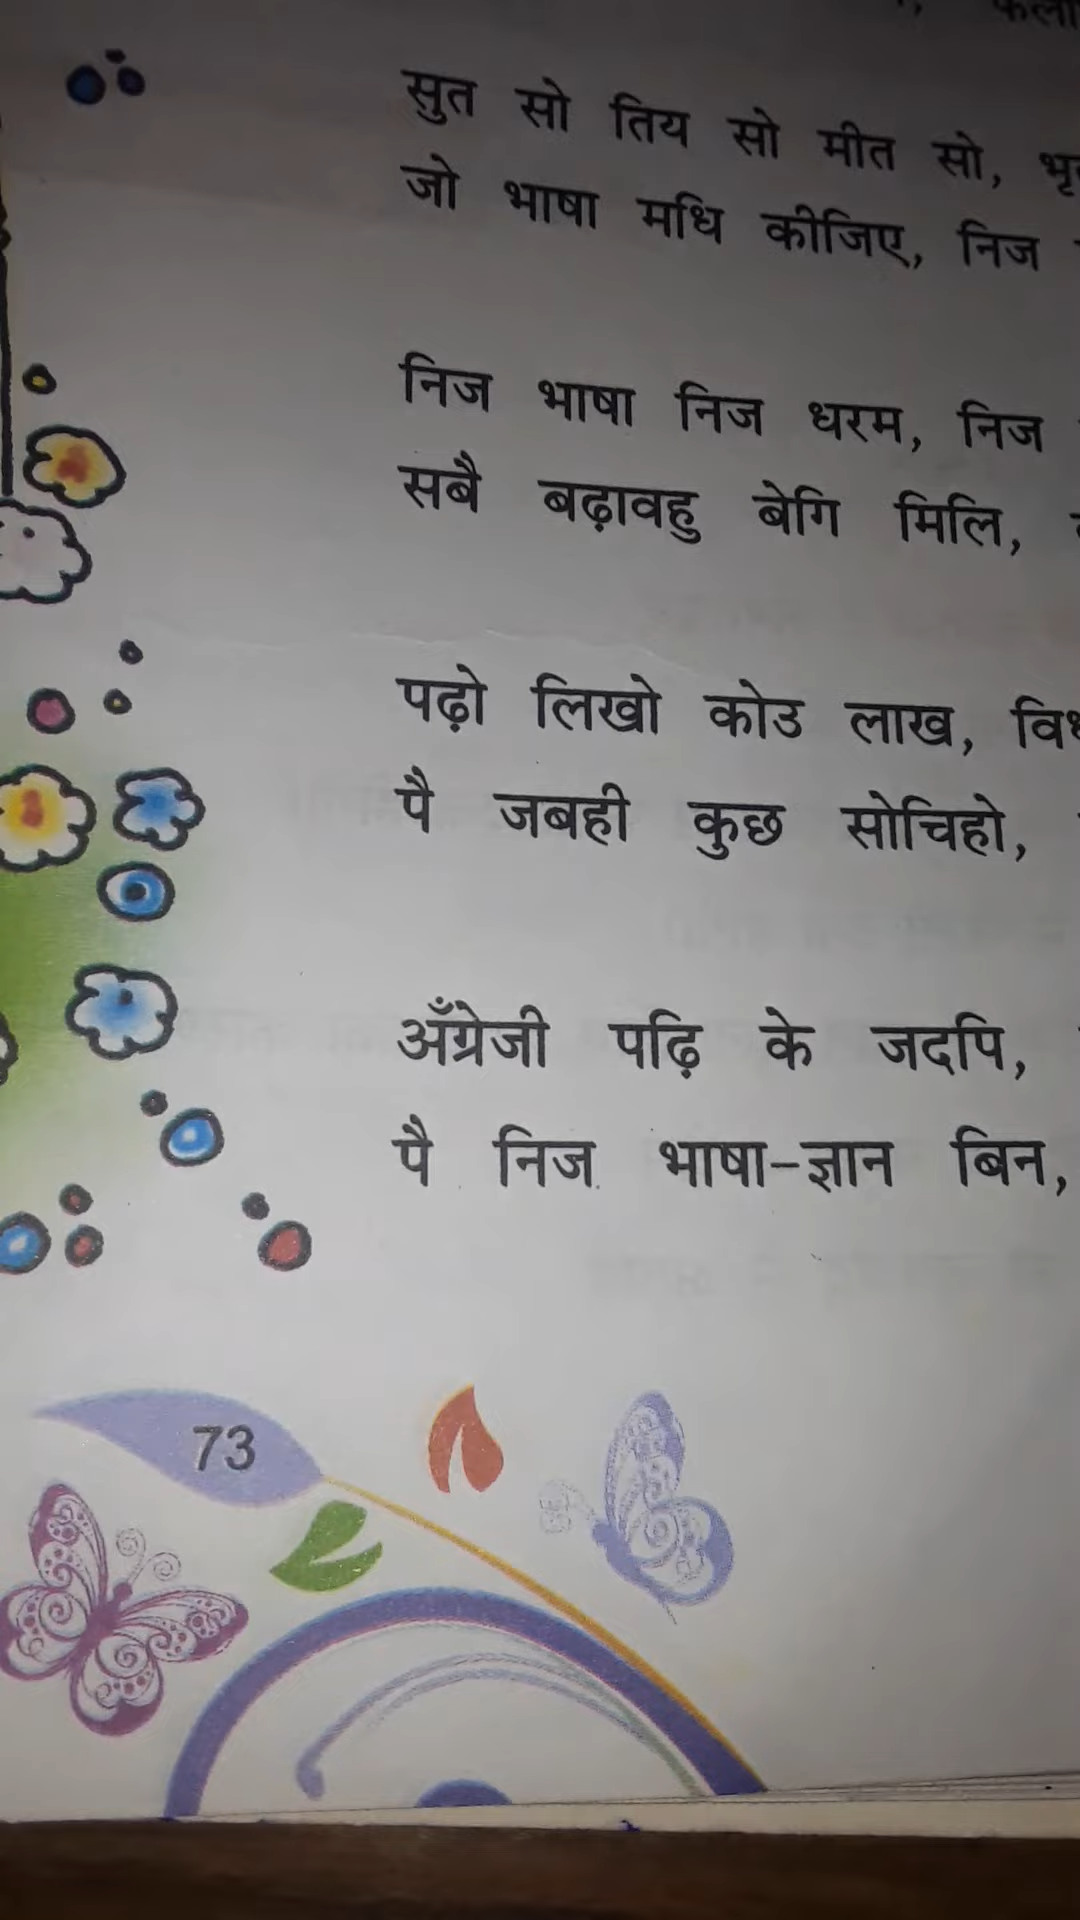 सुत सो तिय सो मीत सो,
जो भाषा मधि कीजिए, निज
निज भाषा निज धरम, निज
सबै बढ़ावहु बेगि मिलि,
पढ़ो लिखो कोउ लाख,
पै जबही कुछ सोचिहो,
अँग्रेजी पढ़ि के जदपि,
पै निज भाषा-ज्ञान बिन,
73